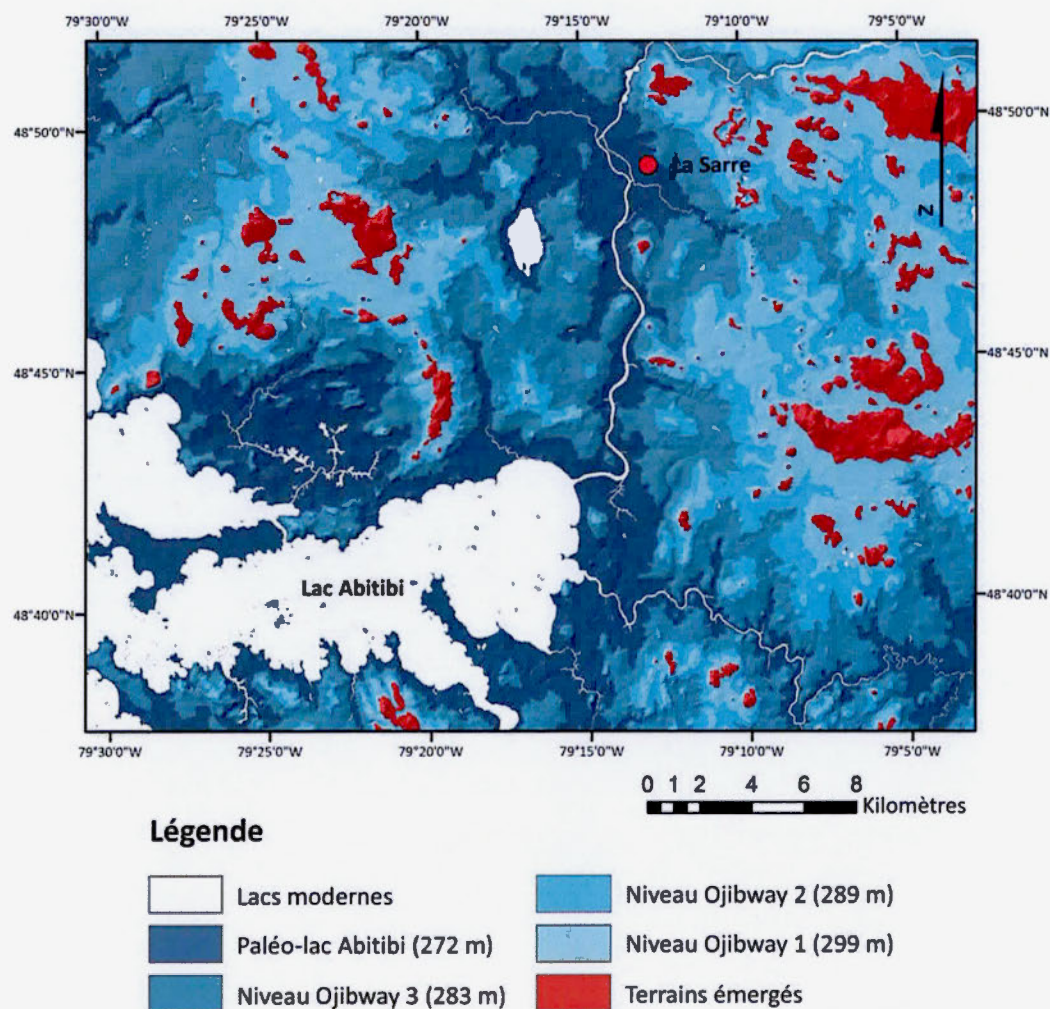 79°30'0"W 79°25'0"W 79°20'0"W 79°15'0"W 79°10'0"W 79°5'0"W
48°50'0"N 48°50'0"N
La Sarre
N
48°45'0"N 48°45'0"N
Lac Abitibi
48°40'0"N 48°40'0"N
79°30'0"W 79°25'0"W 79°20'0"W 79°15'0"W 79°10'0"W 79°5'0"W
0 1 2 4 6 8
Kilomètres
Légende
Lacs modernes
Paléo-lac Abitibi (272 m)
Niveau Ojibway 3 (283 m)
Niveau Ojibway 2 (289 m)
Niveau Ojibway 1 (299 m)
Terrains émergés